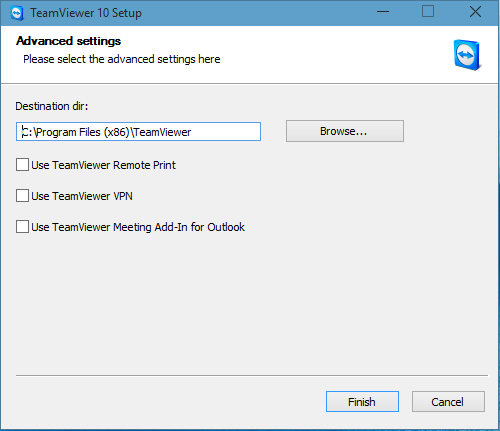 TeamViewer 10 Setup
Advanced settings
Please select the advanced settings here
Destination dir:
C:\Program Files (x86)\TeamViewer
Browse...
Use TeamViewer Remote Print
Use TeamViewer VPN
Use TeamViewer Meeting Add-In for Outlook
Finish
Cancel